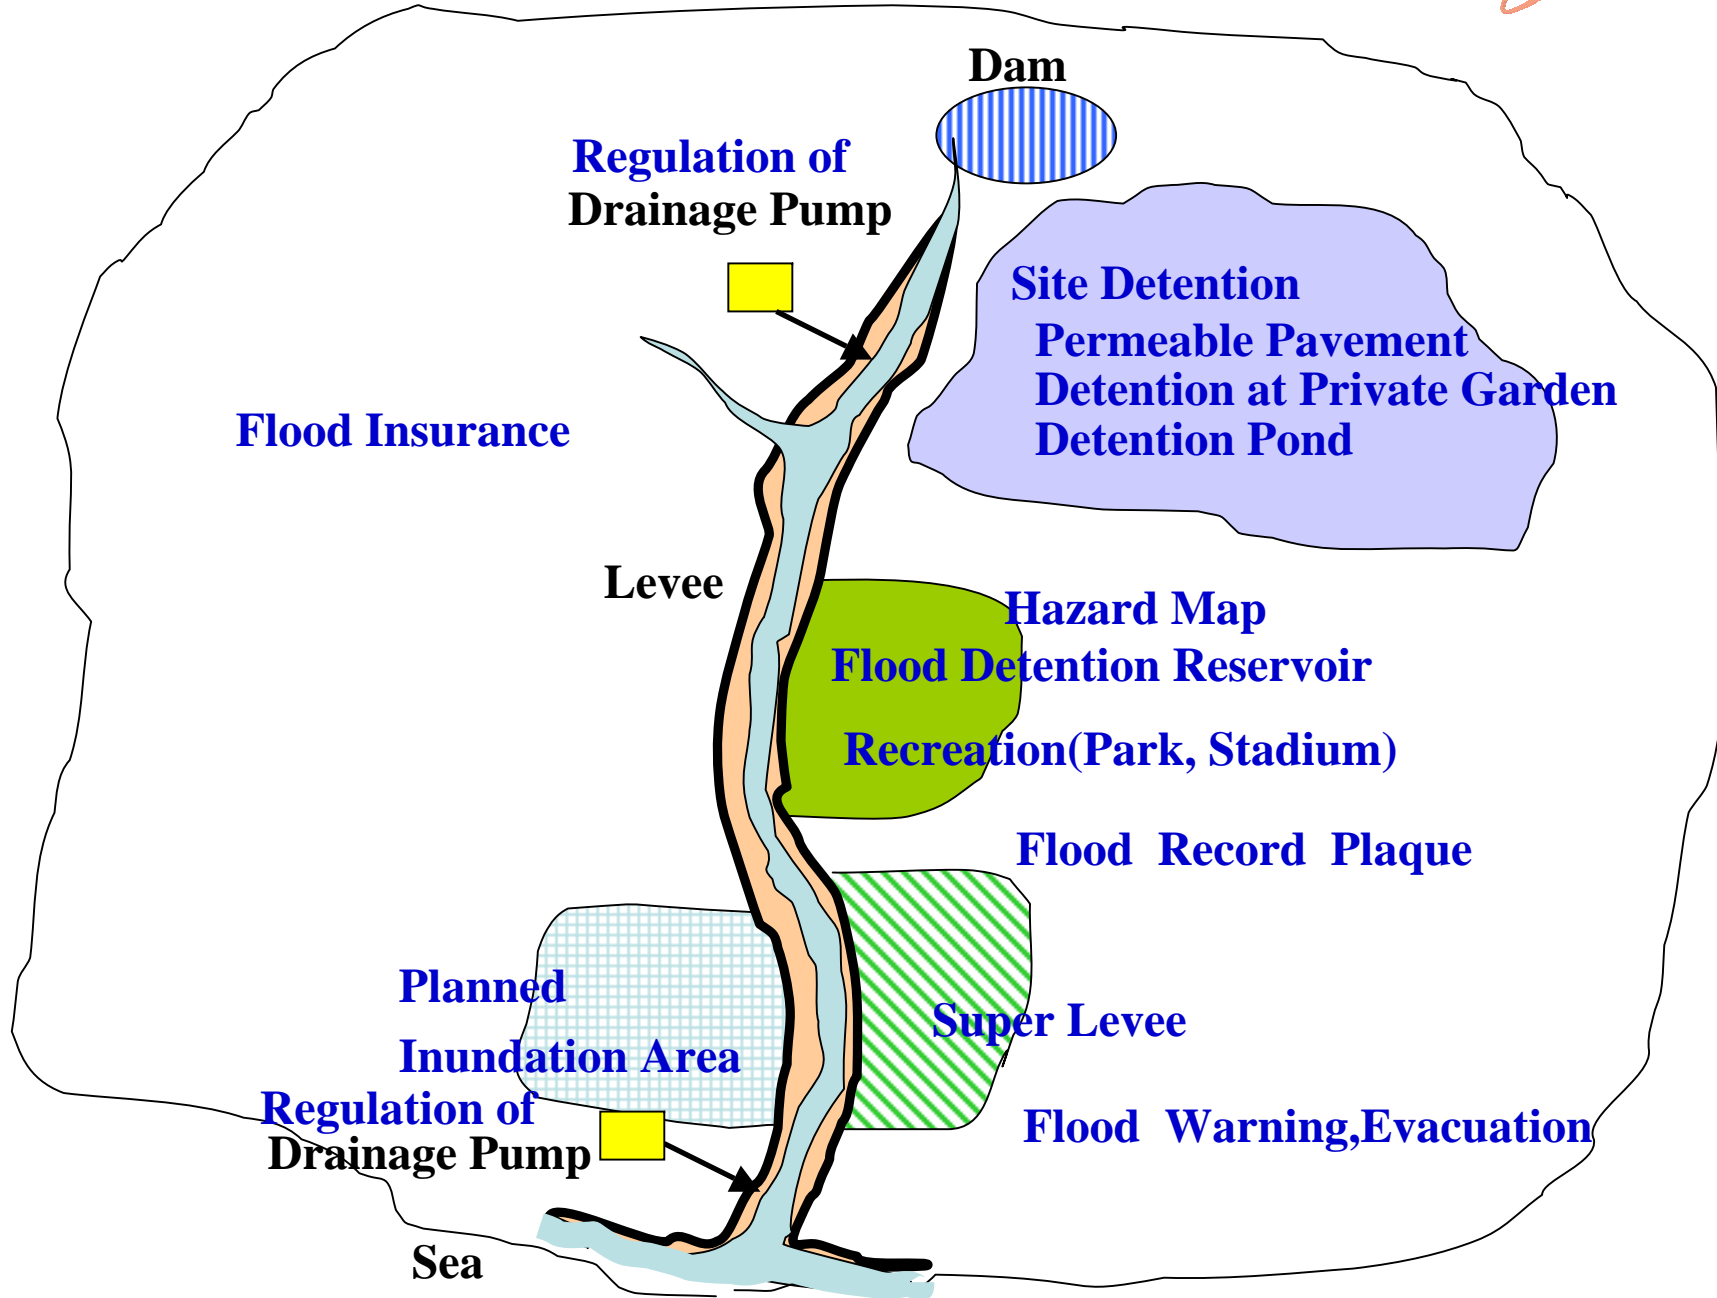 Dam
Regulation of
Drainage Pump
Site Detention
Permeable Pavement
Detention at Private Garden
Detention Pond
Flood Insurance
Levee
Hazard Map
Flood Detention Reservoir
Recreation(Park, Stadium)
Flood Record Plaque
Planned
Inundation Area
Super Levee
Regulation of
Drainage Pump
Flood Warning,Evacuation
Sea